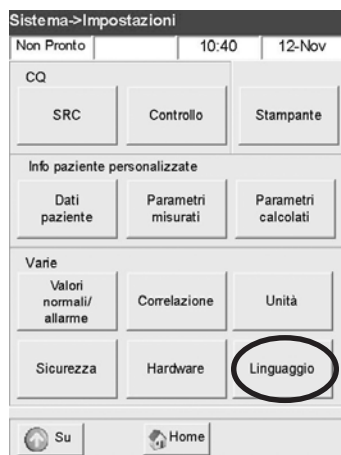 Sistema->Impostazioni
Non Pronto 10:40 12-Nov
CQ
SRC Controllo Stampante
Info paziente personalizzate
Dati paziente Parametri misurati Parametri calcolati
Varie
Valori normali/ allarme Correlazione Unità
Sicurezza Hardware Linguaggio
Su Home